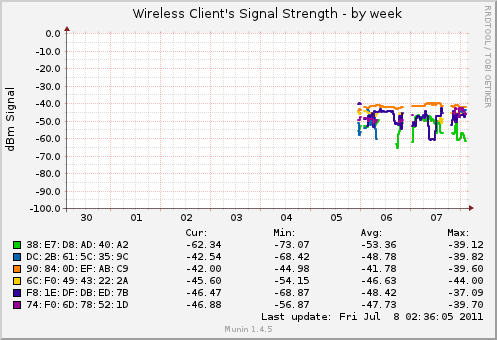 Wireless Client's Signal Strength - by week
RRDTOOL / TOBI OETIKER
dBm Signal
0.0
-10.0
-20.0
-30.0
-40.0
-50.0
-60.0
-70.0
-80.0
-90.0
-100.0
30 01 02 03 04 05 06 07
Cur: Min: Avg: Max:
38:E7:D8:AD:40:A2 -62.34 -73.07 -53.36 -39.12
DC:2B:61:5C:35:9C -42.54 -68.42 -48.78 -39.82
90:84:0D:EF:AB:C9 -42.00 -44.98 -41.78 -39.60
6C:F0:49:43:22:2A -45.60 -54.15 -46.63 -44.00
F8:1E:DF:DB:ED:7B -46.47 -68.87 -48.42 -37.09
74:F0:6D:78:52:1D -46.88 -56.87 -47.73 -39.70
Last update: Fri Jul 8 02:36:05 2011
Munin 1.4.5